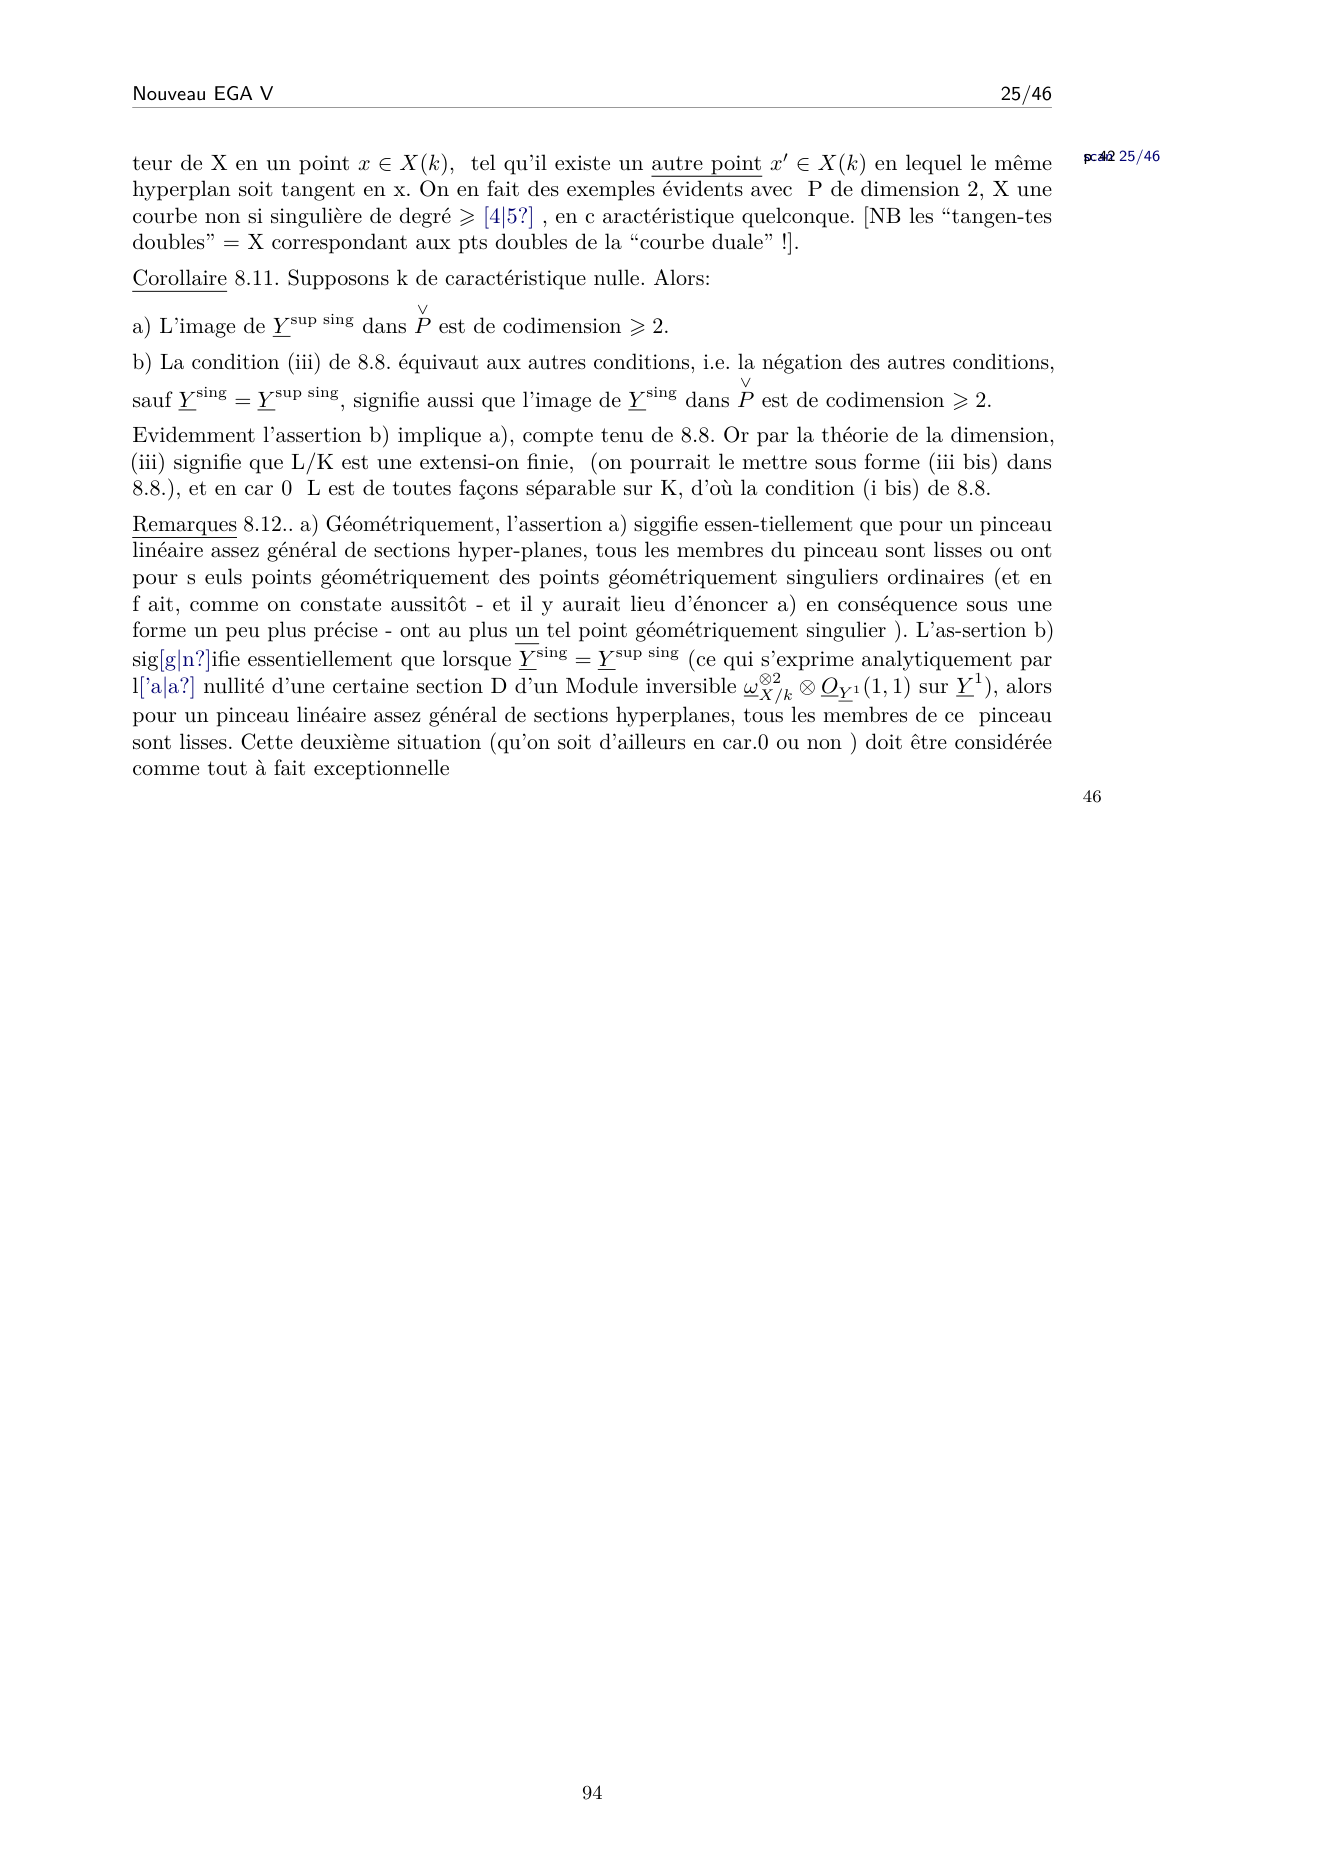 Nouveau EGA V 25/46
teur de X en un point x ∈ X(k), tel qu'il existe un autre point x′ ∈ X(k) en lequel le même
hyperplan soit tangent en x. On en fait des exemples évidents avec P de dimension 2, X une
courbe non si singulière de degré ⩾ [4|5?] , en c aractéristique quelconque. [NB les “tangen-tes
doubles” = X correspondant aux pts doubles de la “courbe duale” !].
Corollaire 8.11. Supposons k de caractéristique nulle. Alors:
a) L'image de Y^{sup sing} dans P^∨ est de codimension ⩾ 2.
b) La condition (iii) de 8.8. équivaut aux autres conditions, i.e. la négation des autres conditions,
sauf Y^{sing} = Y^{sup sing}, signifie aussi que l'image de Y^{sing} dans P^∨ est de codimension ⩾ 2.
Evidemment l'assertion b) implique a), compte tenu de 8.8. Or par la théorie de la dimension,
(iii) signifie que L/K est une extensi-on finie, (on pourrait le mettre sous forme (iii bis) dans
8.8.), et en car 0 L est de toutes façons séparable sur K, d'où la condition (i bis) de 8.8.
Remarques 8.12.. a) Géométriquement, l'assertion a) siggifie essen-tiellement que pour un pinceau
linéaire assez général de sections hyper-planes, tous les membres du pinceau sont lisses ou ont
pour s euls points géométriquement des points géométriquement singuliers ordinaires (et en
f ait, comme on constate aussitôt - et il y aurait lieu d'énoncer a) en conséquence sous une
forme un peu plus précise - ont au plus un tel point géométriquement singulier ). L'as-sertion b)
sig[g|n?]ifie essentiellement que lorsque Y^{sing} = Y^{sup sing} (ce qui s'exprime analytiquement par
l['a|a?] nullité d'une certaine section D d'un Module inversible ω_{X/k}^{⊗2} ⊗ O_{Y^1}(1, 1) sur Y^1), alors
pour un pinceau linéaire assez général de sections hyperplanes, tous les membres de ce pinceau
sont lisses. Cette deuxième situation (qu'on soit d'ailleurs en car.0 ou non ) doit être considérée
comme tout à fait exceptionnelle
46
94